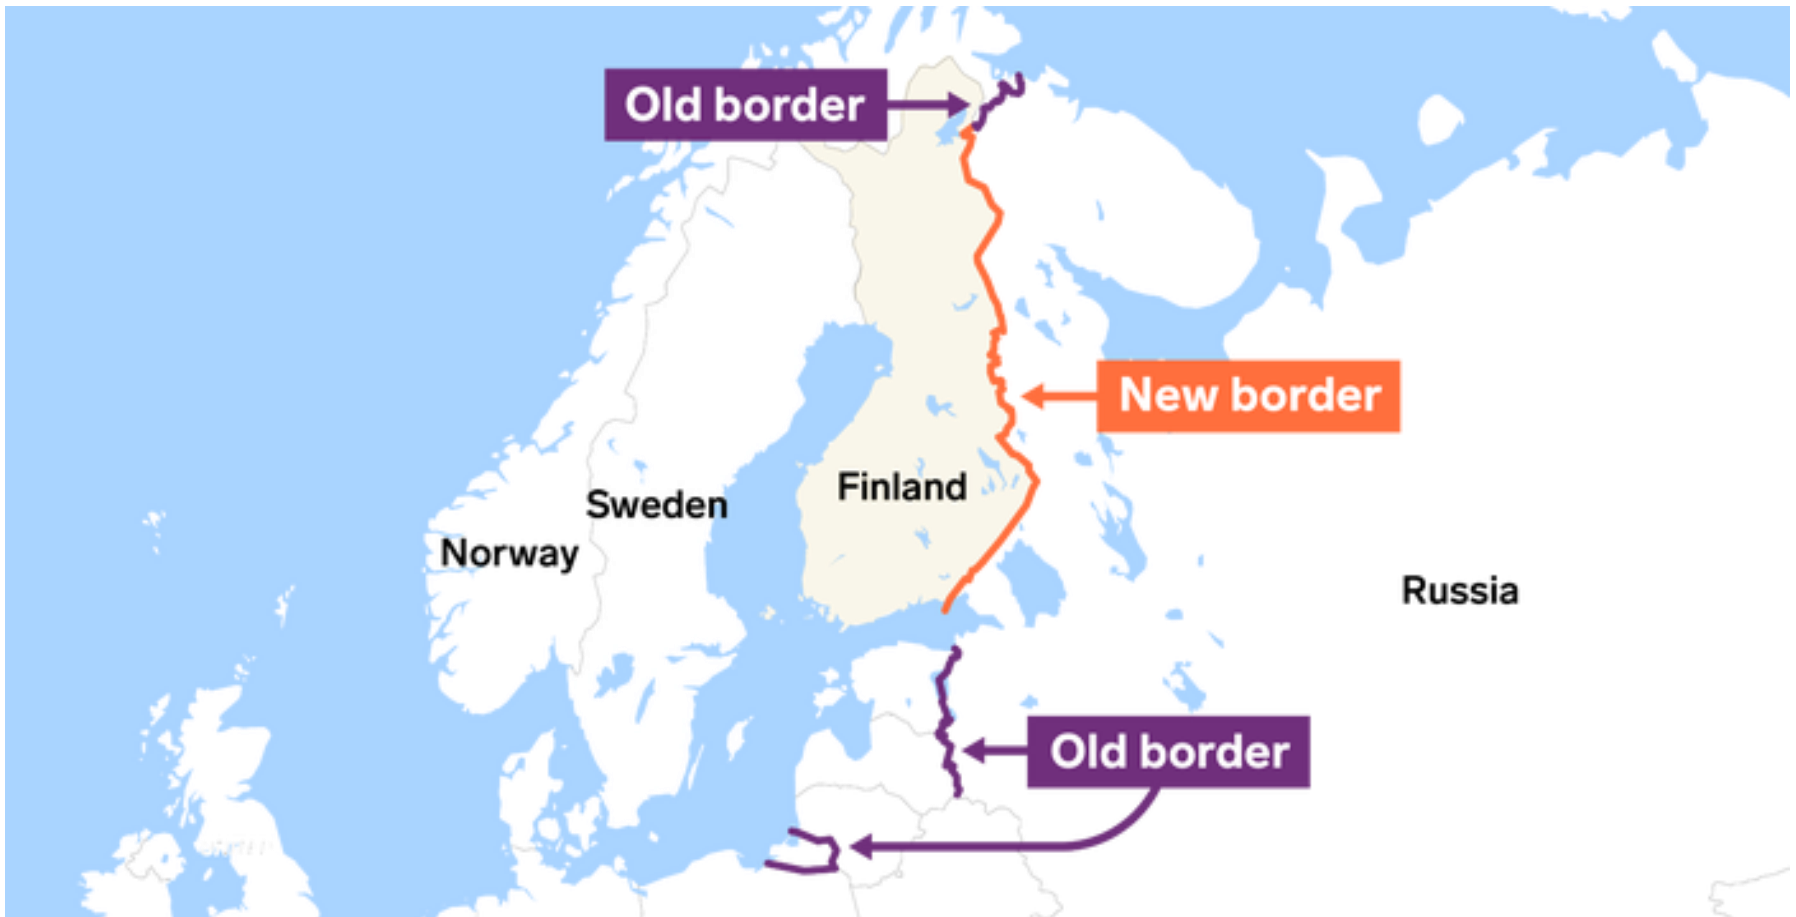 Old border
New border
Finland
Sweden
Norway
Russia
Old border